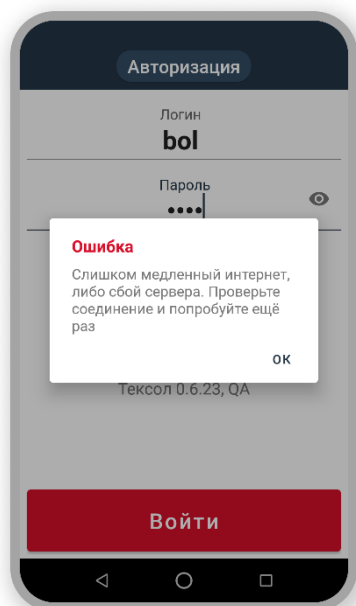 Авторизация
Логин
bol
Пароль
••••
Ошибка
Слишком медленный интернет,
либо сбой сервера. Проверьте
соединение и попробуйте ещё
раз
ОК
Тексол 0.6.23, QA
Войти